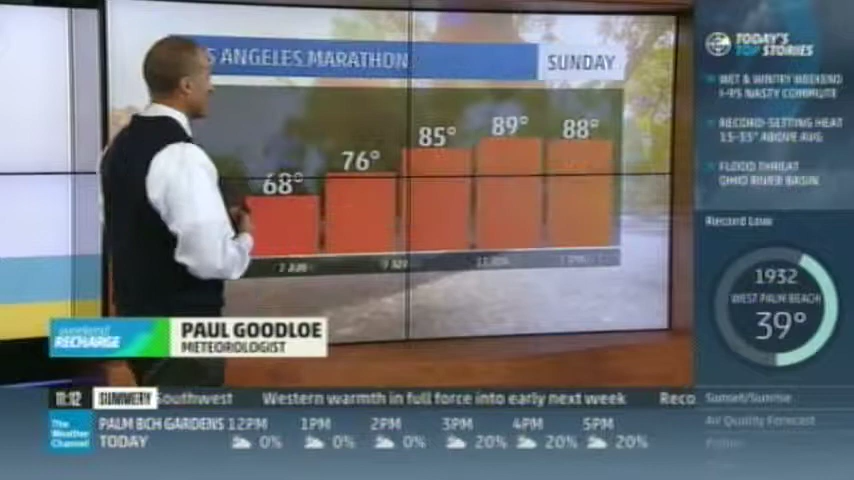 S ANGELES MARATHON
SUNDAY
68° 76° 85° 89° 88°
TODAY'S
TOP STORIES
WET & WINTRY WEEKEND
I-95 NASTY COMMUTE
RECORD-SETTING HEAT
15-35° ABOVE AVG
FLOOD THREAT
OHIO RIVER BASIN
Record Low
1932
WEST PALM BEACH
39°
weekend
RECHARGE
PAUL GOODLOE
METEOROLOGIST
11:12 SUMMERY Southwest Western warmth in full force into early next week Reco
Sunset/Sunrise
Air Quality Forecast
The
Weather
Channel
PALM BCH GARDENS 12PM 1PM 2PM 3PM 4PM 5PM
TODAY 0% 0% 0% 20% 20% 20%